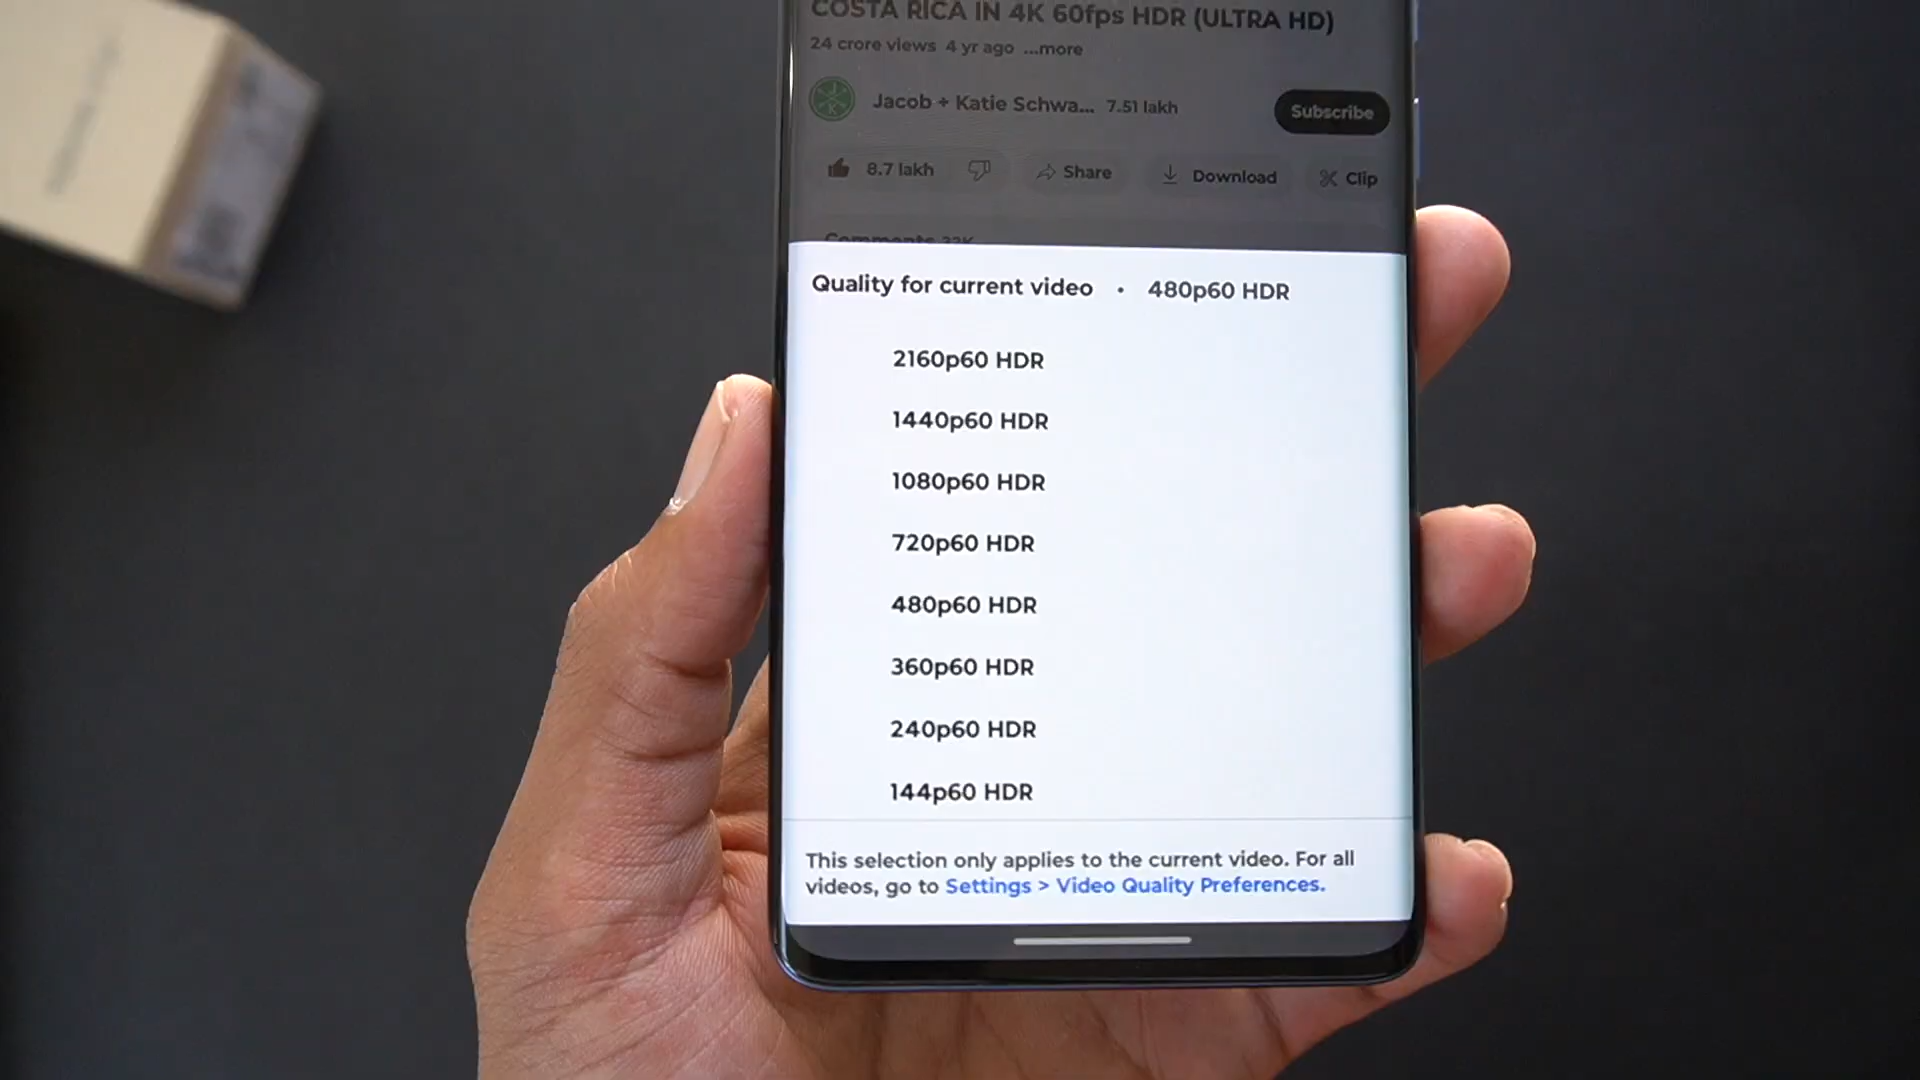 COSTA RICA IN 4K 60fps HDR (ULTRA HD)
24 crore views 4 yr ago ...more
Jacob + Katie Schwa... 7.51 lakh
Subscribe
8.7 lakh
Share
Download
Clip
Comments 22K
Quality for current video • 480p60 HDR
2160p60 HDR
1440p60 HDR
1080p60 HDR
720p60 HDR
480p60 HDR
360p60 HDR
240p60 HDR
144p60 HDR
This selection only applies to the current video. For all
videos, go to Settings > Video Quality Preferences.